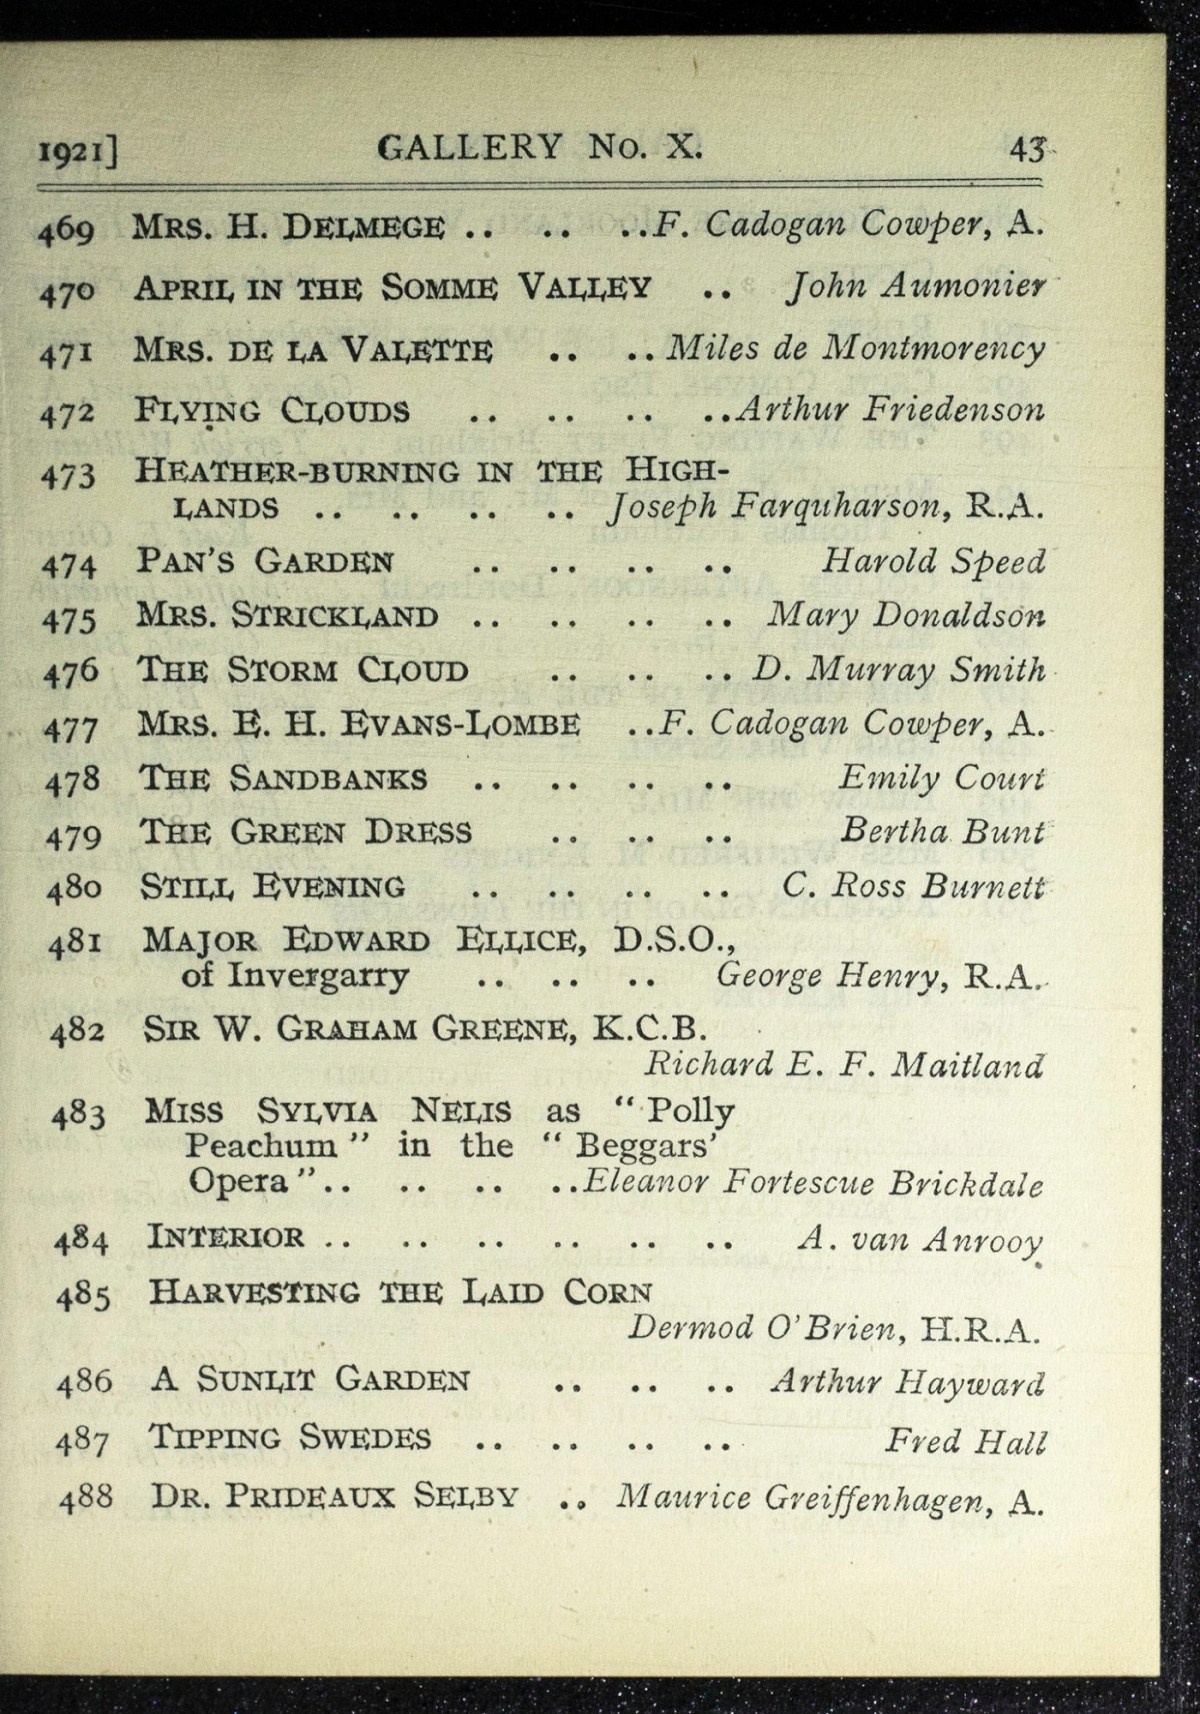 1921] GALLERY No. X. 43
469 MRS. H. DELMEGE .. .. ..F. Cadogan Cowper, A.
470 APRIL IN THE SOMME VALLEY .. John Aumonier
471 MRS. DE LA VALETTE .. .. Miles de Montmorency
472 FLYING CLOUDS .. .. .. ..Arthur Friedenson
473 HEATHER-BURNING IN THE HIGH-
LANDS .. .. .. .. Joseph Farquharson, R.A.
474 PAN'S GARDEN .. .. .. .. Harold Speed
475 MRS. STRICKLAND .. .. .. .. Mary Donaldson
476 THE STORM CLOUD .. .. .. D. Murray Smith
477 MRS. E. H. EVANS-LOMBE ..F. Cadogan Cowper, A.
478 THE SANDBANKS .. .. .. .. Emily Court
479 THE GREEN DRESS .. .. .. Bertha Bunt
480 STILL EVENING .. .. .. .. C. Ross Burnett
481 MAJOR EDWARD ELLICE, D.S.O.,
of Invergarry .. .. .. George Henry, R.A.
482 SIR W. GRAHAM GREENE, K.C.B.
Richard E. F. Maitland
483 MISS SYLVIA NELIS as "Polly
Peachum" in the "Beggars'
Opera".. .. .. ..Eleanor Fortescue Brickdale
484 INTERIOR .. .. .. .. .. .. A. van Anrooy
485 HARVESTING THE LAID CORN
Dermod O'Brien, H.R.A.
486 A SUNLIT GARDEN .. .. .. Arthur Hayward
487 TIPPING SWEDES .. .. .. .. Fred Hall
488 DR. PRIDEAUX SELBY .. Maurice Greiffenhagen, A.